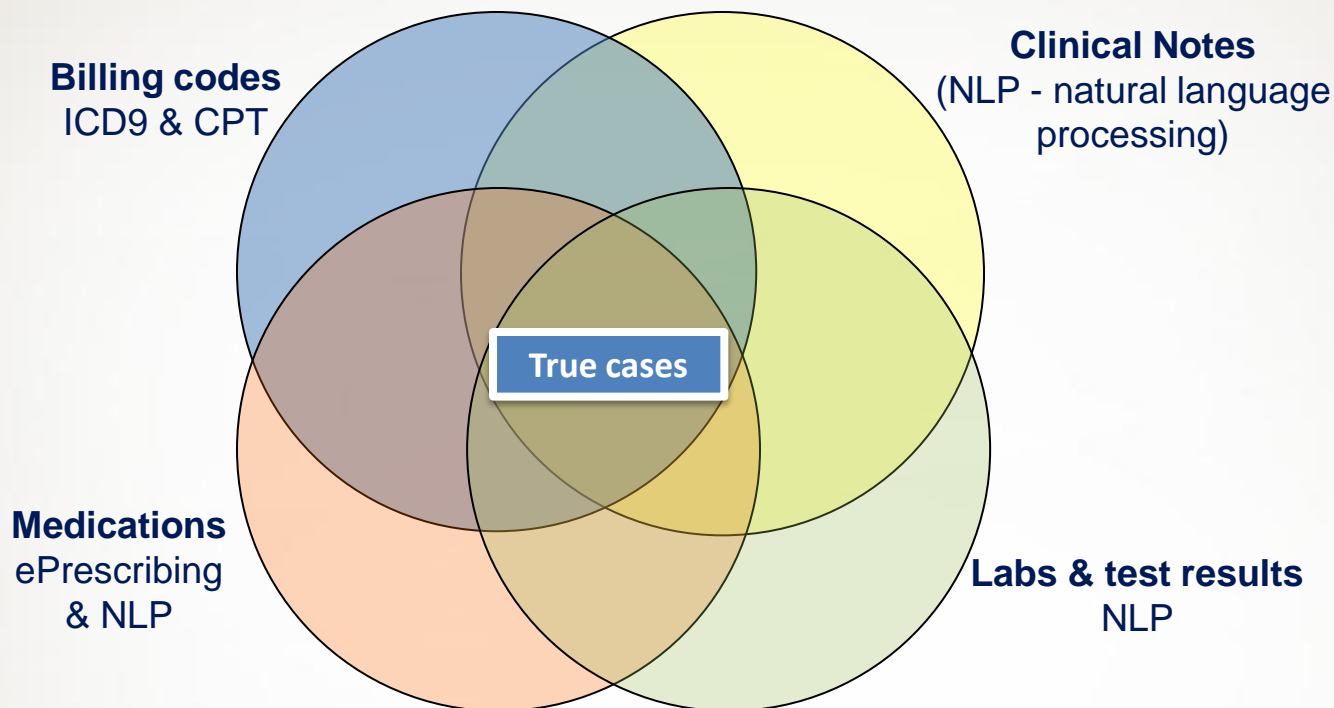 Billing codes
ICD9 & CPT
Clinical Notes
(NLP - natural language
processing)
True cases
Medications
ePrescribing
& NLP
Labs & test results
NLP